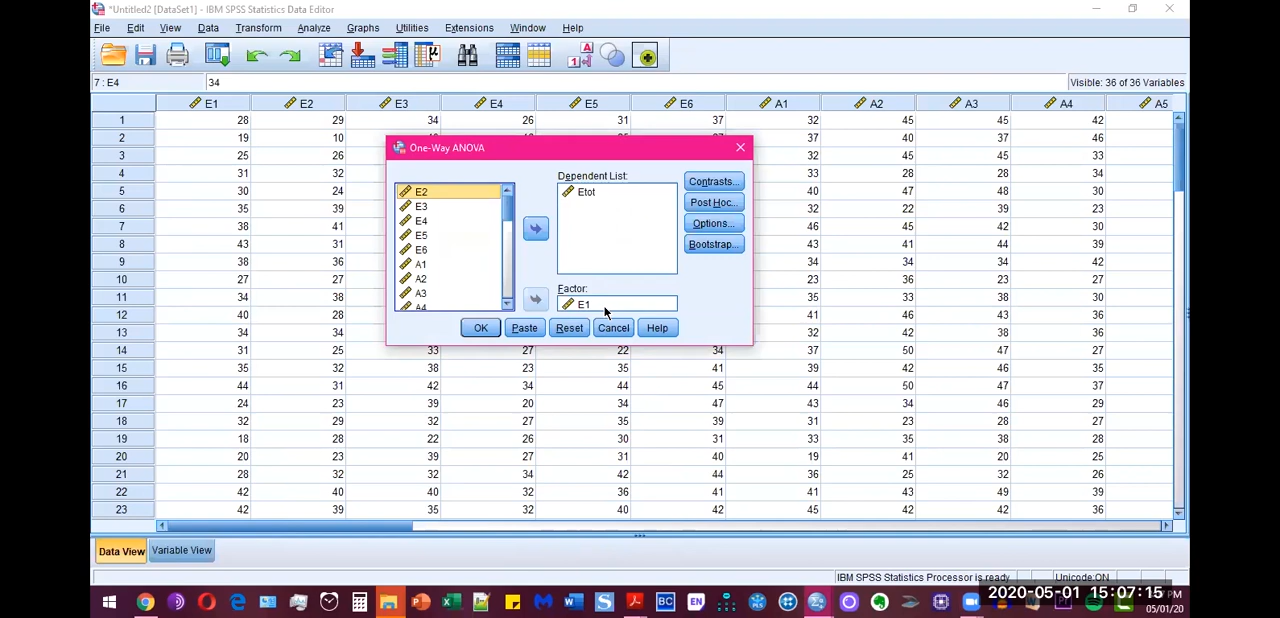 *Untitled2 [DataSet1] - IBM SPSS Statistics Data Editor
File Edit View Data Transform Analyze Graphs Utilities Extensions Window Help
7 : E4 34 Visible: 36 of 36 Variables
E1 E2 E3 E4 E5 E6 A1 A2 A3 A4 A5
1 28 29 34 26 31 37 32 45 45 42
2 19 10 37 40 37 46
3 25 26 32 45 45 33
4 31 32 33 28 28 34
5 30 24 40 47 48 30
6 35 39 32 22 39 23
7 38 41 46 45 42 30
8 43 31 43 41 44 39
9 38 36 34 34 34 42
10 27 27 23 36 23 27
11 34 38 35 33 38 30
12 40 28 41 46 43 36
13 34 34 32 42 38 36
14 31 25 33 27 22 34 37 50 47 27
15 35 32 38 23 35 41 39 42 46 35
16 44 31 42 34 44 45 44 50 47 37
17 24 23 39 20 34 47 43 34 46 29
18 32 29 32 27 35 39 31 23 28 27
19 18 28 22 26 30 31 33 35 38 28
20 20 23 39 27 31 40 19 41 20 25
21 28 32 32 34 42 44 36 25 32 26
22 42 40 40 32 36 41 41 43 49 39
23 42 39 35 32 40 42 45 42 42 36
One-Way ANOVA
E2
E3
E4
E5
E6
A1
A2
A3
A4
Dependent List:
Etot
Factor:
E1
Contrasts...
Post Hoc...
Options...
Bootstrap...
OK Paste Reset Cancel Help
Data View Variable View
IBM SPSS Statistics Processor is ready Unicode:ON
2020-05-01 15:07:15
05/01/20